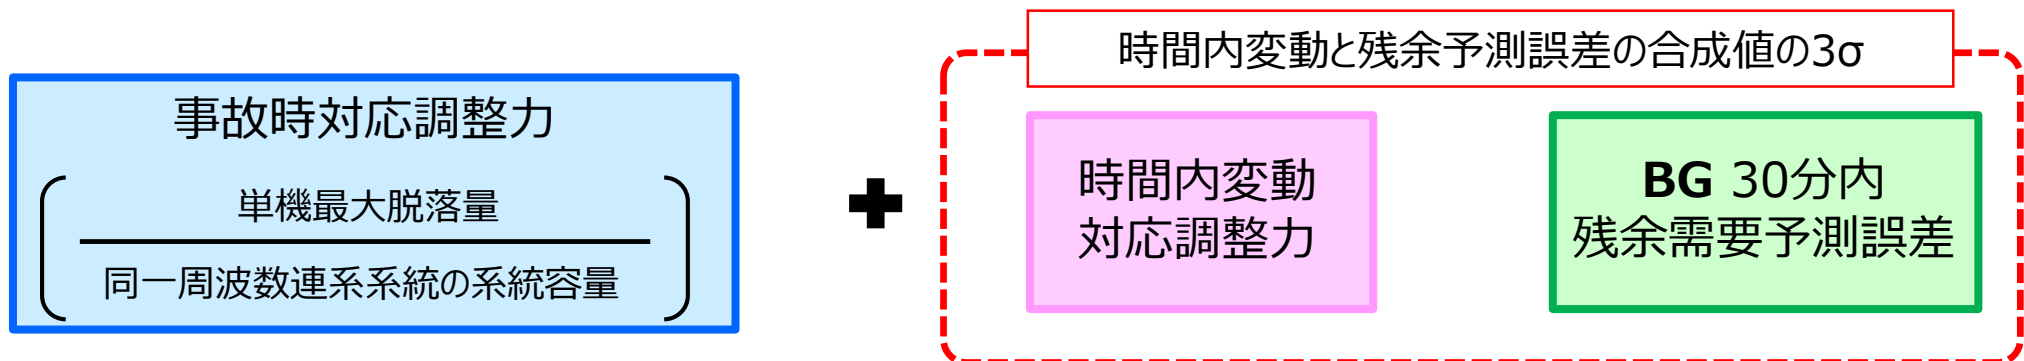 事故時対応調整力
単機最大脱落量
同一周波数連系系統の系統容量
時間内変動と残余予測誤差の合成値の3σ
時間内変動
対応調整力
BG 30分内
残余需要予測誤差